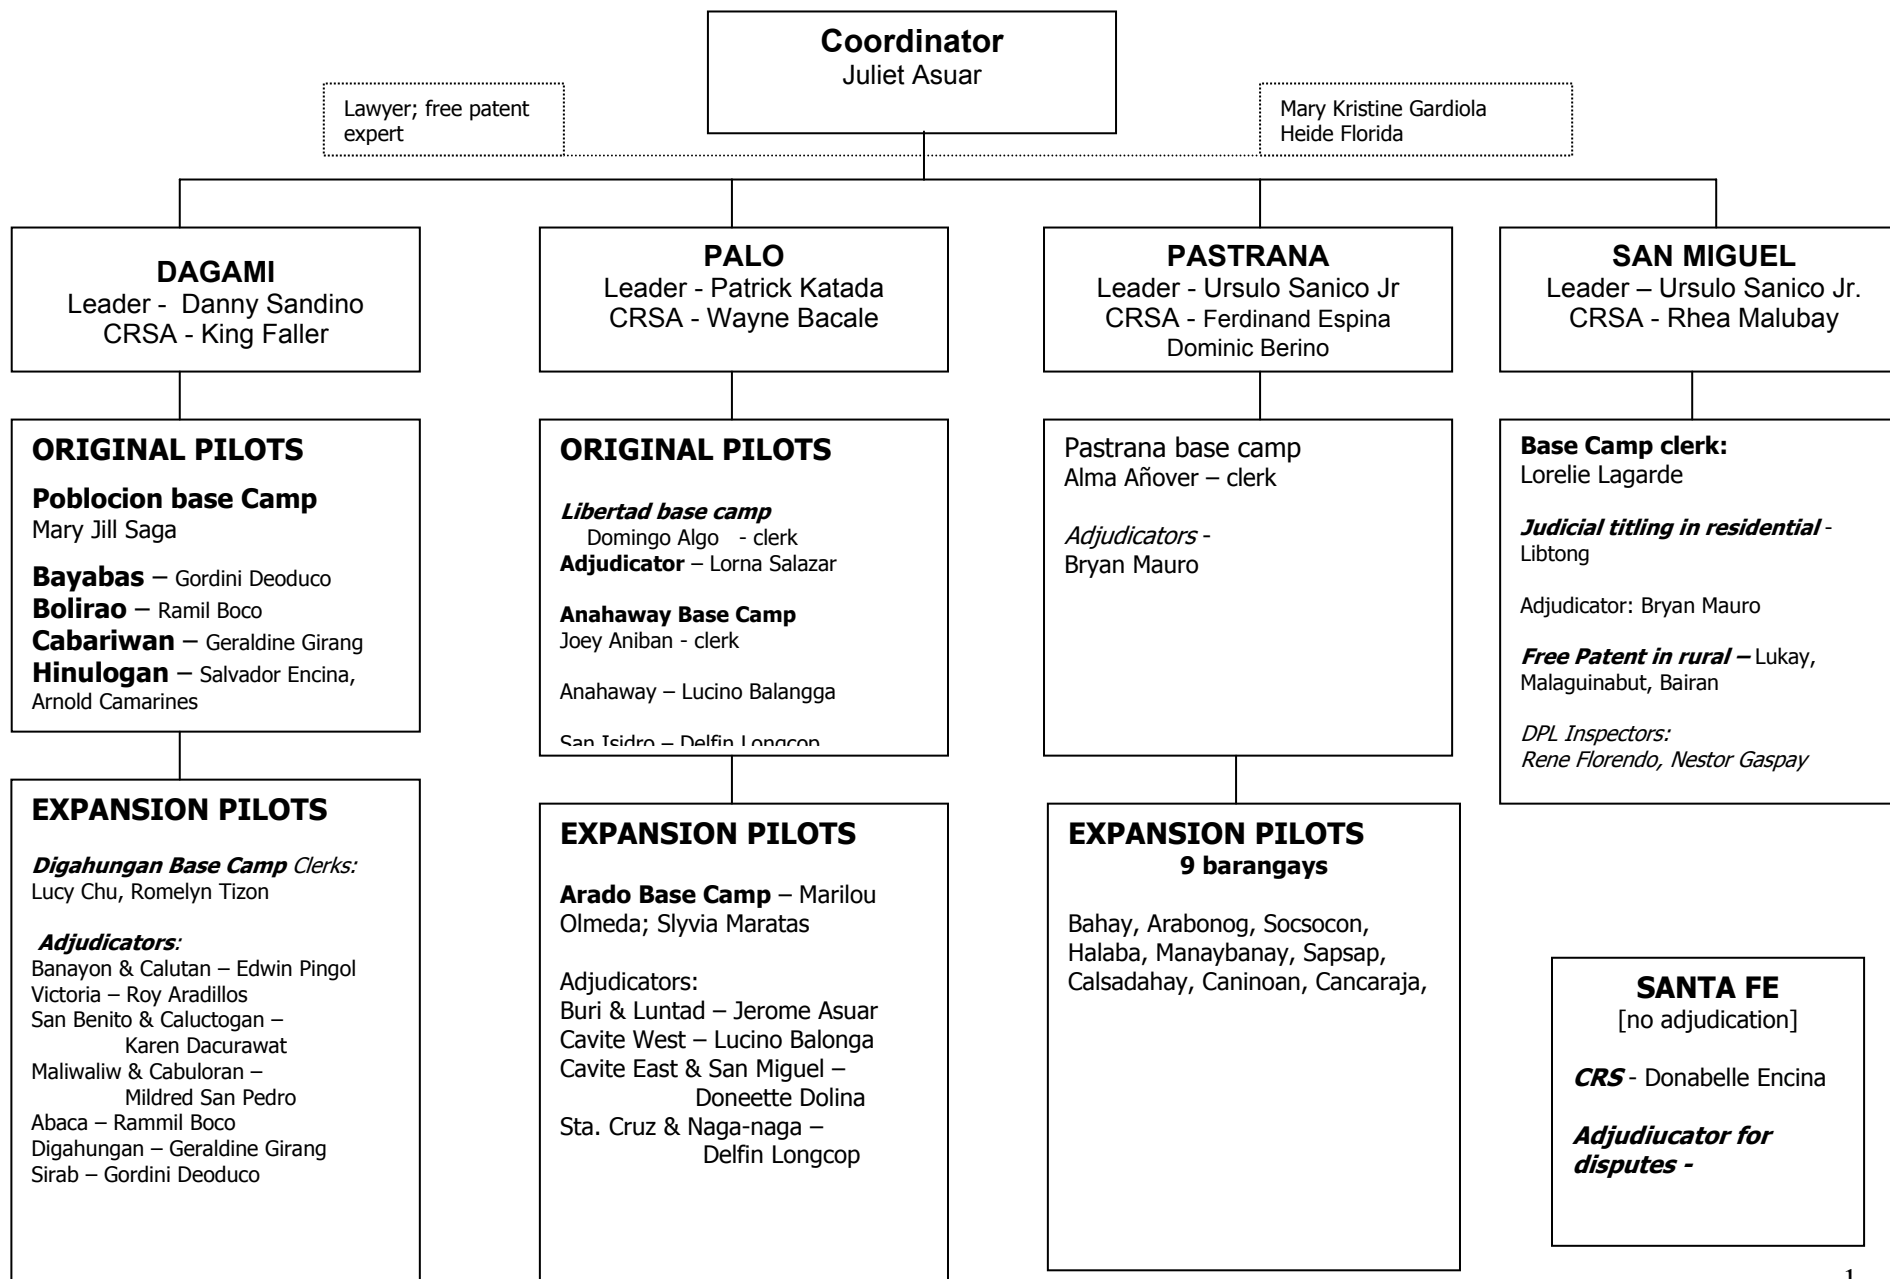 Coordinator
Juliet Asuar
Lawyer; free patent
expert
Mary Kristine Gardiola
Heide Florida
DAGAMI
Leader -  Danny Sandino
CRSA - King Faller
PALO
Leader - Patrick Katada
CRSA - Wayne Bacale
PASTRANA
Leader - Ursulo Sanico Jr
CRSA - Ferdinand Espina
Dominic Berino
SAN MIGUEL
Leader – Ursulo Sanico Jr.
CRSA - Rhea Malubay
ORIGINAL PILOTS
Poblocion base Camp
Mary Jill Saga
Bayabas – Gordini Deoduco
Bolirao – Ramil Boco
Cabariwan – Geraldine Girang
Hinulogan – Salvador Encina,
Arnold Camarines
ORIGINAL PILOTS
Libertad base camp
Domingo Algo   - clerk
Adjudicator – Lorna Salazar
Anahaway Base Camp
Joey Aniban - clerk
Anahaway – Lucino Balangga
San Isidro – Delfin Longcop
Pastrana base camp
Alma Añover – clerk
Adjudicators -
Bryan Mauro
Base Camp clerk:
Lorelie Lagarde
Judicial titling in residential -
Libtong
Adjudicator: Bryan Mauro
Free Patent in rural – Lukay,
Malaguinabut, Bairan
DPL Inspectors:
Rene Florendo, Nestor Gaspay
EXPANSION PILOTS
Digahungan Base Camp Clerks:
Lucy Chu, Romelyn Tizon
Adjudicators:
Banayon & Calutan – Edwin Pingol
Victoria – Roy Aradillos
San Benito & Caluctogan –
Karen Dacurawat
Maliwaliw & Cabuloran –
Mildred San Pedro
Abaca – Rammil Boco
Digahungan – Geraldine Girang
Sirab – Gordini Deoduco
EXPANSION PILOTS
Arado Base Camp – Marilou
Olmeda; Slyvia Maratas
Adjudicators:
Buri & Luntad – Jerome Asuar
Cavite West – Lucino Balonga
Cavite East & San Miguel –
Doneette Dolina
Sta. Cruz & Naga-naga –
Delfin Longcop
EXPANSION PILOTS
9 barangays
Bahay, Arabonog, Socsocon,
Halaba, Manaybanay, Sapsap,
Calsadahay, Caninoan, Cancaraja,
SANTA FE
[no adjudication]
CRS - Donabelle Encina
Adjudiucator for
disputes -
1